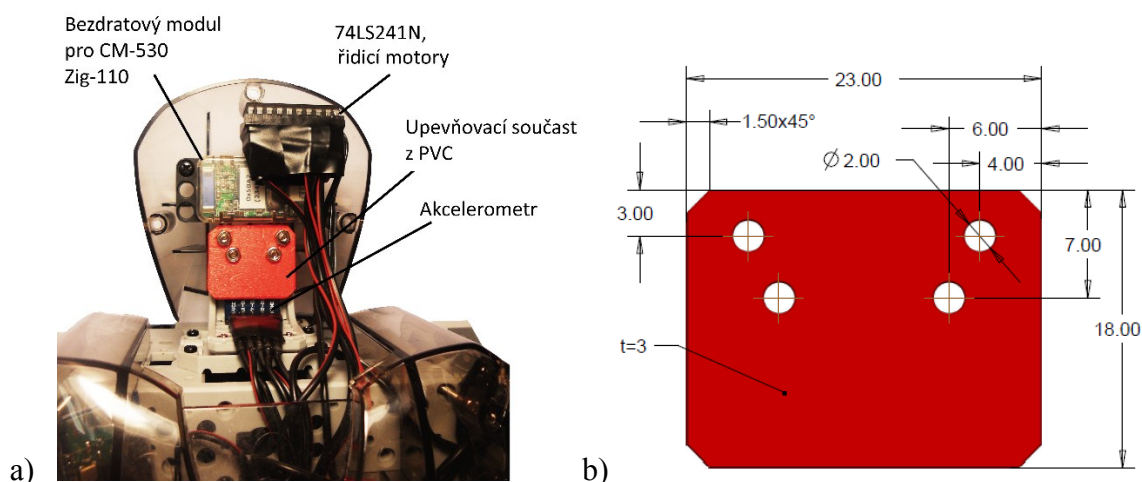 Bezdratový modul
pro CM-530
Zig-110
74LS241N,
řidicí motory
Upevňovací součast
z PVC
Akcelerometr
a)
23.00
1.50x45°
6.00
∅ 2.00
4.00
3.00
7.00
18.00
t=3
b)